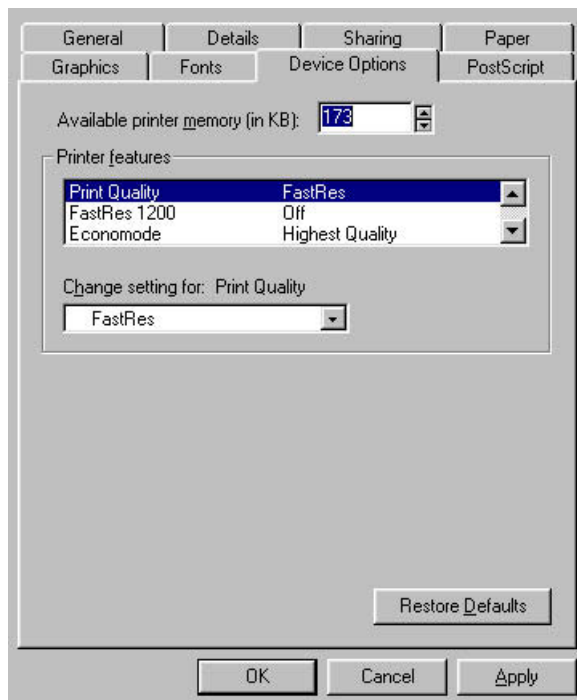 General Details Sharing Paper
Graphics Fonts Device Options PostScript
Available printer memory (in KB): 173
Printer features
Print Quality FastRes
FastRes 1200 Off
Economode Highest Quality
Change setting for: Print Quality
FastRes
Restore Defaults
OK Cancel Apply